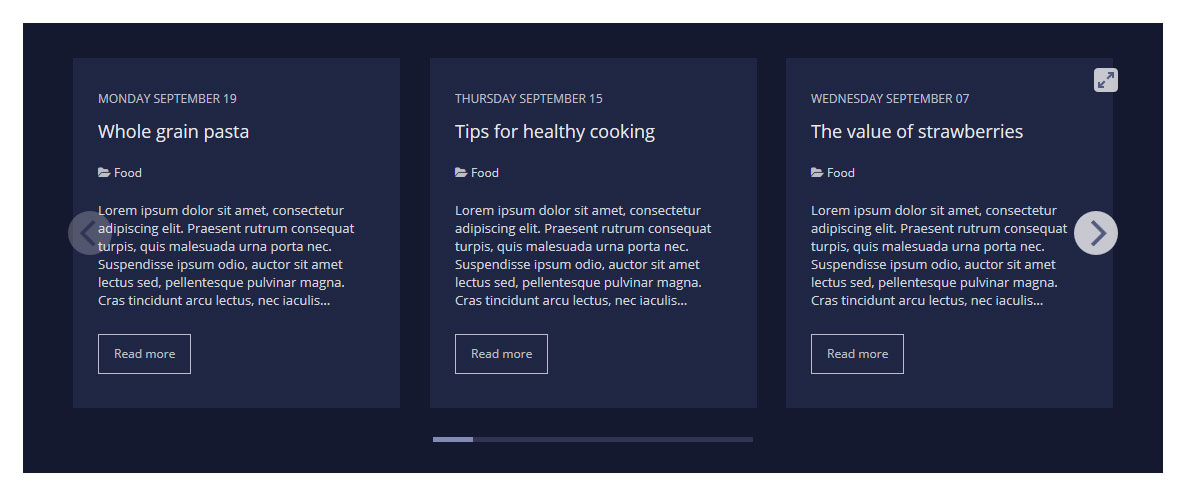 MONDAY SEPTEMBER 19
Whole grain pasta
Food
Lorem ipsum dolor sit amet, consectetur
adipiscing elit. Praesent rutrum consequat
turpis, quis malesuada urna porta nec.
Suspendisse ipsum odio, auctor sit amet
lectus sed, pellentesque pulvinar magna.
Cras tincidunt arcu lectus, nec iaculis...
Read more
THURSDAY SEPTEMBER 15
Tips for healthy cooking
Food
Lorem ipsum dolor sit amet, consectetur
adipiscing elit. Praesent rutrum consequat
turpis, quis malesuada urna porta nec.
Suspendisse ipsum odio, auctor sit amet
lectus sed, pellentesque pulvinar magna.
Cras tincidunt arcu lectus, nec iaculis...
Read more
WEDNESDAY SEPTEMBER 07
The value of strawberries
Food
Lorem ipsum dolor sit amet, consectetur
adipiscing elit. Praesent rutrum consequat
turpis, quis malesuada urna porta nec.
Suspendisse ipsum odio, auctor sit amet
lectus sed, pellentesque pulvinar magna.
Cras tincidunt arcu lectus, nec iaculis...
Read more